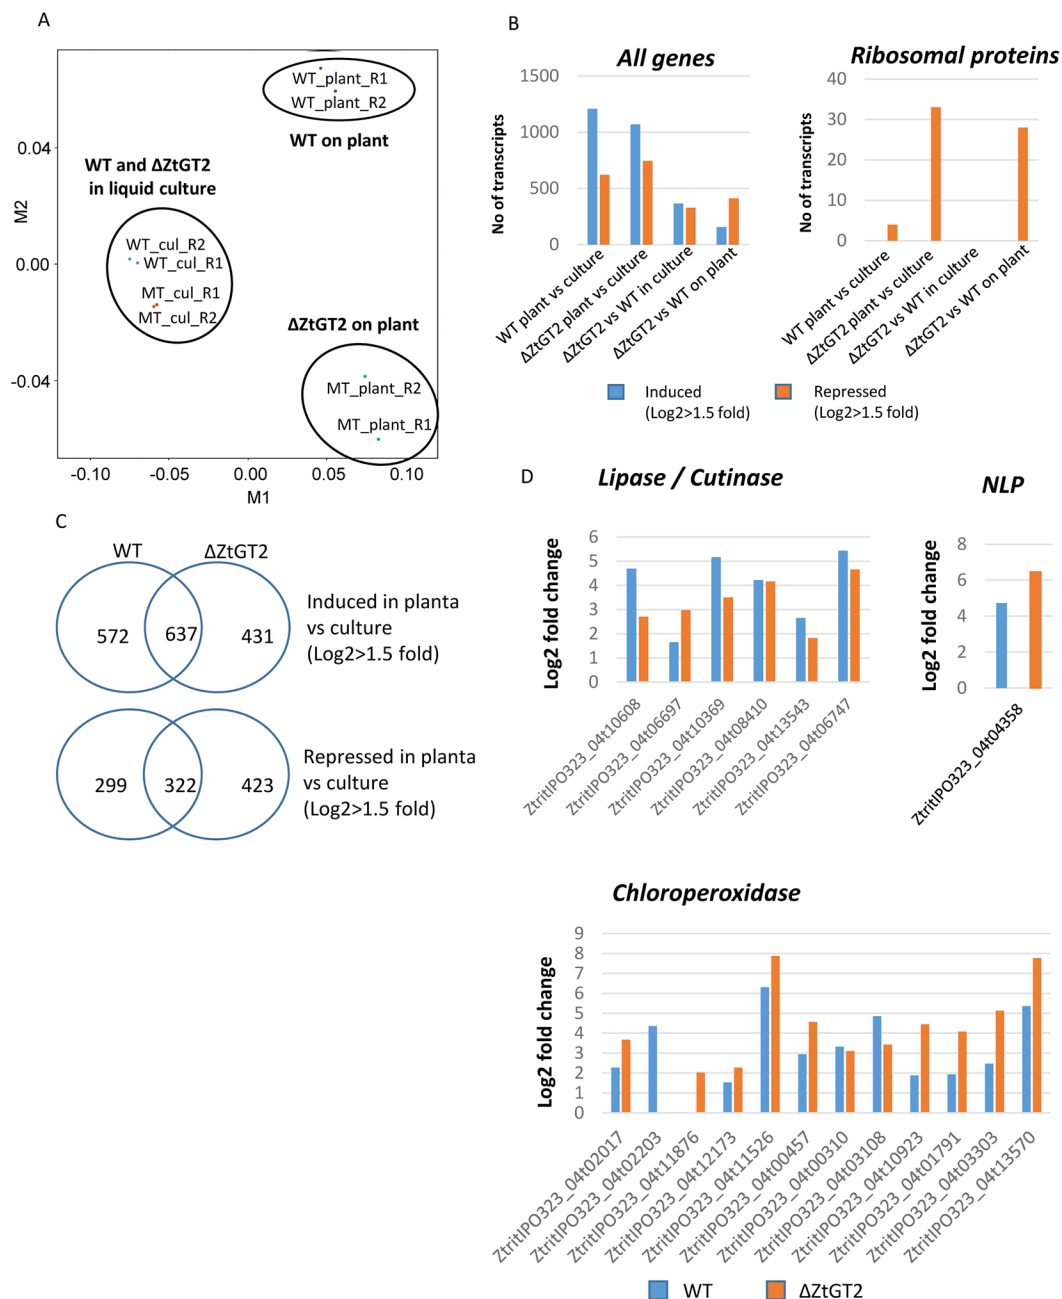 A
WT_plant_R1
WT_plant_R2
WT on plant
0.04
WT and ΔZtGT2
in liquid culture
M2
WT_cul_R2
WT_cul_R1
0.00
MT_cul_R1
MT_cul_R2
ΔZtGT2 on plant
-0.04
MT_plant_R2
MT_plant_R1
-0.10
-0.05
0.00
0.05
0.10
M1
B
All genes
1500
1000
500
0
No of transcripts
WT plant vs culture
ΔZtGT2 plant vs culture
ΔZtGT2 vs WT in culture
ΔZtGT2 vs WT on plant
Ribosomal proteins
40
30
20
10
0
No of transcripts
WT plant vs culture
ΔZtGT2 plant vs culture
ΔZtGT2 vs WT in culture
ΔZtGT2 vs WT on plant
Induced
(Log2>1.5 fold)
Repressed
(Log2>1.5 fold)
C
WT
ΔZtGT2
572
637
431
Induced in planta
vs culture
(Log2>1.5 fold)
299
322
423
Repressed in planta
vs culture
(Log2>1.5 fold)
D
Lipase / Cutinase
6
5
4
3
2
1
0
Log2 fold change
ZtritIPO323_04t10608
ZtritIPO323_04t06697
ZtritIPO323_04t10369
ZtritIPO323_04t08410
ZtritIPO323_04t13543
ZtritIPO323_04t06747
NLP
8
6
4
2
0
Log2 fold change
ZtritIPO323_04t04358
Chloroperoxidase
9
8
7
6
5
4
3
2
1
0
Log2 fold change
ZtritIPO323_04t02017
ZtritIPO323_04t02203
ZtritIPO323_04t11876
ZtritIPO323_04t12173
ZtritIPO323_04t11526
ZtritIPO323_04t00457
ZtritIPO323_04t00310
ZtritIPO323_04t03108
ZtritIPO323_04t10923
ZtritIPO323_04t01791
ZtritIPO323_04t03303
ZtritIPO323_04t13570
WT
ΔZtGT2